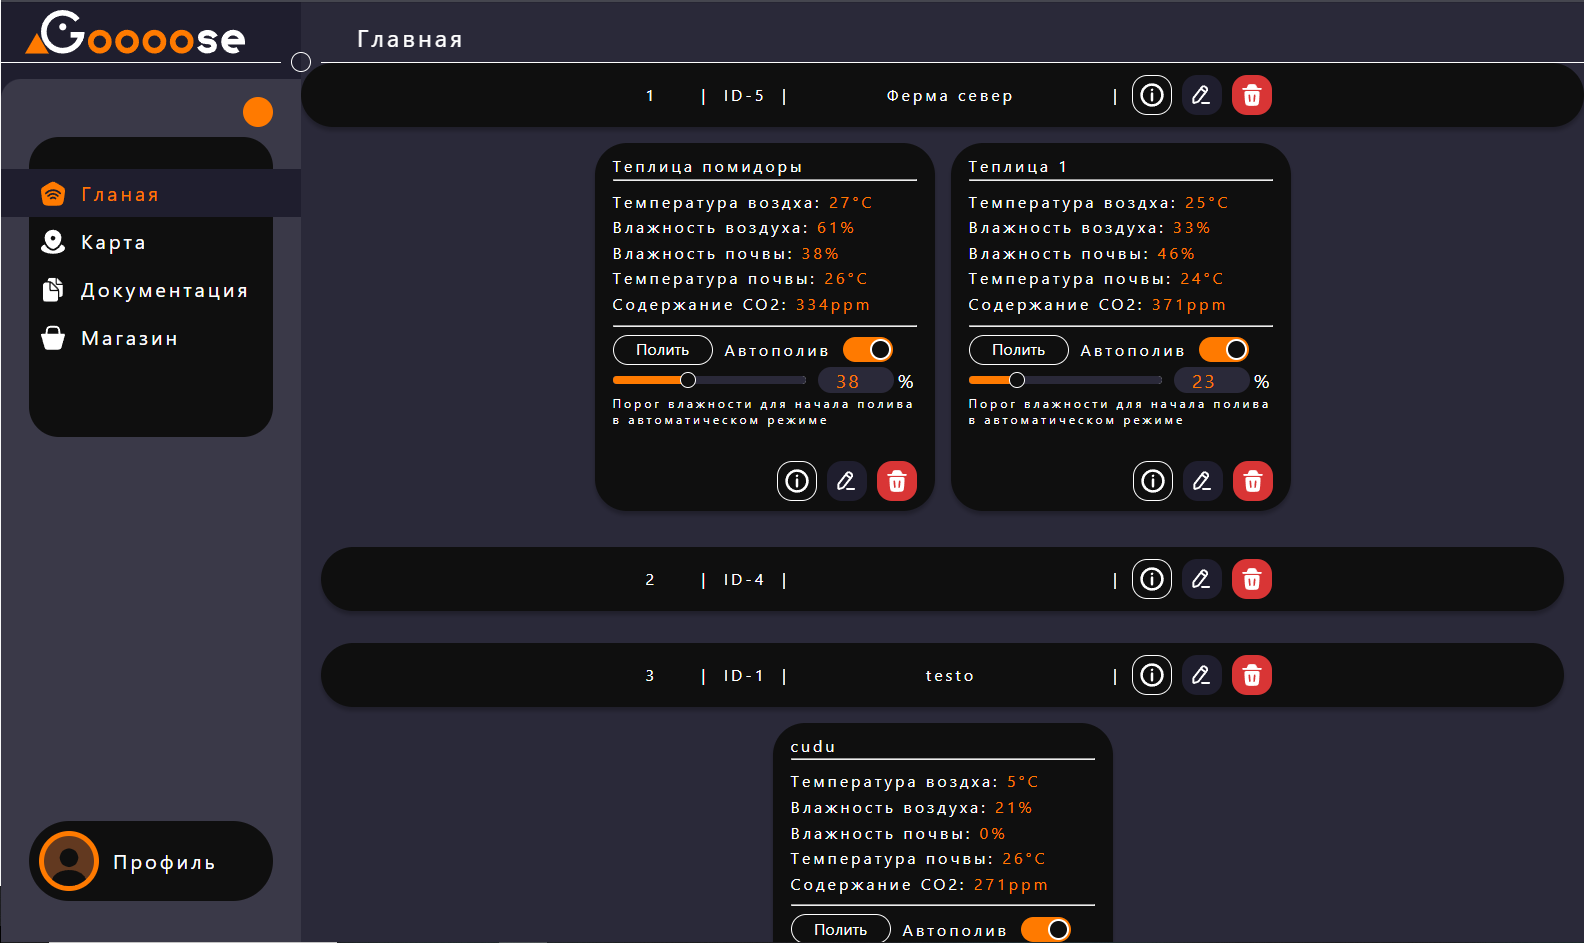 Goooose
Главная
Гланая
Карта
Документация
Магазин
Профиль
1 | ID-5 | Ферма север |
Теплица помидоры
Температура воздха: 27°C
Влажность воздуха: 61%
Влажность почвы: 38%
Температура почвы: 26°C
Содержание CO2: 334ppm
Полить Автополив
38 %
Порог влажности для начала полива
в автоматическом режиме
Теплица 1
Температура воздха: 25°C
Влажность воздуха: 33%
Влажность почвы: 46%
Температура почвы: 24°C
Содержание CO2: 371ppm
Полить Автополив
23 %
Порог влажности для начала полива
в автоматическом режиме
2 | ID-4 | |
3 | ID-1 | testo |
cudu
Температура воздха: 5°C
Влажность воздуха: 21%
Влажность почвы: 0%
Температура почвы: 26°C
Содержание CO2: 271ppm
Полить Автополив